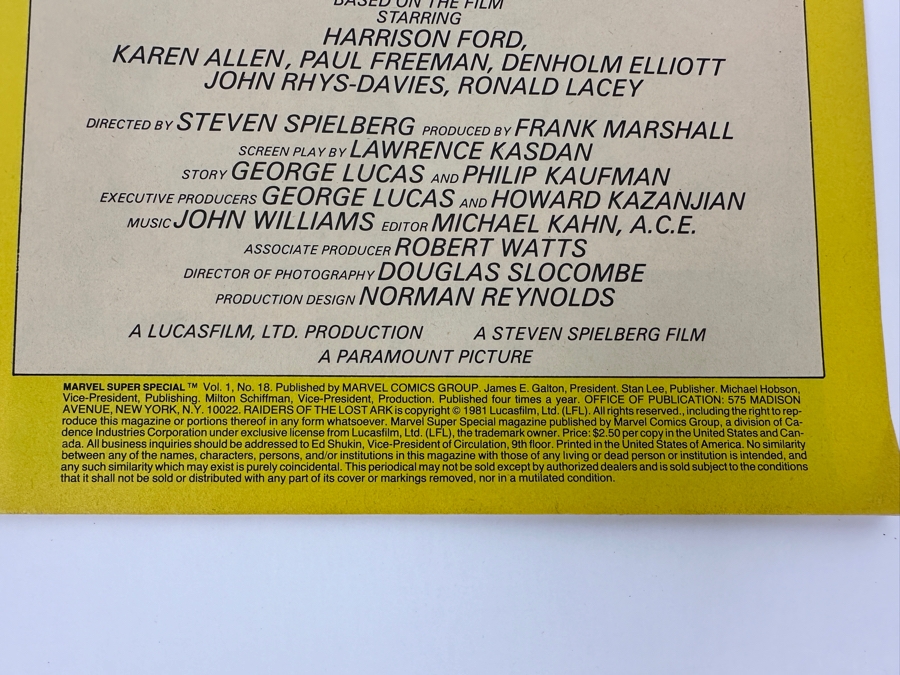 BASED ON THE FILM
STARRING
HARRISON FORD,
KAREN ALLEN, PAUL FREEMAN, DENHOLM ELLIOTT
JOHN RHYS-DAVIES, RONALD LACEY
DIRECTED BY STEVEN SPIELBERG PRODUCED BY FRANK MARSHALL
SCREEN PLAY BY LAWRENCE KASDAN
STORY GEORGE LUCAS AND PHILIP KAUFMAN
EXECUTIVE PRODUCERS GEORGE LUCAS AND HOWARD KAZANJIAN
MUSIC JOHN WILLIAMS EDITOR MICHAEL KAHN, A.C.E.
ASSOCIATE PRODUCER ROBERT WATTS
DIRECTOR OF PHOTOGRAPHY DOUGLAS SLOCOMBE
PRODUCTION DESIGN NORMAN REYNOLDS
A LUCASFILM, LTD. PRODUCTION A STEVEN SPIELBERG FILM
A PARAMOUNT PICTURE
MARVEL SUPER SPECIAL™ Vol. 1, No. 18. Published by MARVEL COMICS GROUP. James E. Galton, President. Stan Lee, Publisher. Michael Hobson,
Vice-President, Publishing. Milton Schiffman, Vice-President, Production. Published four times a year. OFFICE OF PUBLICATION: 575 MADISON
AVENUE, NEW YORK, N.Y. 10022. RAIDERS OF THE LOST ARK is copyright © 1981 Lucasfilm, Ltd. (LFL). All rights reserved., including the right to rep-
roduce this magazine or portions thereof in any form whatsoever. Marvel Super Special magazine published by Marvel Comics Group, a division of Ca-
dence Industries Corporation under exclusive license from Lucasfilm, Ltd. (LFL), the trademark owner. Price: $2.50 per copy in the United States and Can-
ada. All business inquiries should be addressed to Ed Shukin, Vice-President of Circulation, 9th floor. Printed in the United States of America. No similarity
between any of the names, characters, persons, and/or institutions in this magazine with those of any living or dead person or institution is intended, and
any such similarity which may exist is purely coincidental. This periodical may not be sold except by authorized dealers and is sold subject to the conditions
that it shall not be sold or distributed with any part of its cover or markings removed, nor in a mutilated condition.